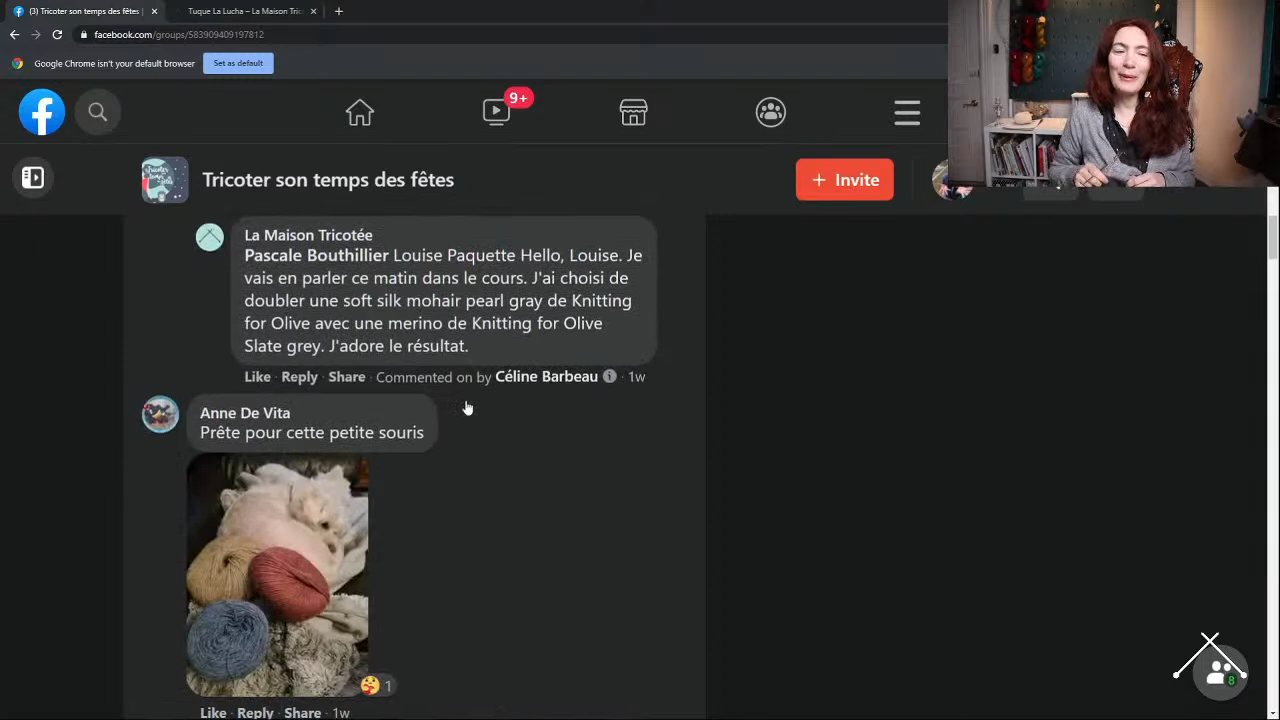 (3) Tricoter son temps des fêtes |
Tuque La Lucha – La Maison Tric
facebook.com/groups/583909409197812
Google Chrome isn't your default browser
Set as default
9+
Tricoter son temps des fêtes
+ Invite
La Maison Tricotée
Pascale Bouthillier Louise Paquette Hello, Louise. Je
vais en parler ce matin dans le cours. J'ai choisi de
doubler une soft silk mohair pearl gray de Knitting
for Olive avec une merino de Knitting for Olive
Slate grey. J'adore le résultat.
Like · Reply · Share · Commented on by Céline Barbeau · 1w
Anne De Vita
Prête pour cette petite souris
1
Like · Reply · Share · 1w
8